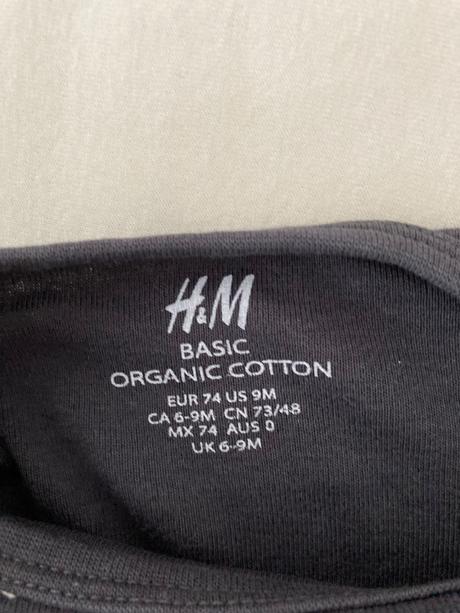 H&M
BASIC
ORGANIC COTTON
EUR 74 US 9M
CA 6-9M CN 73/48
MX 74 AUS 0
UK 6-9M